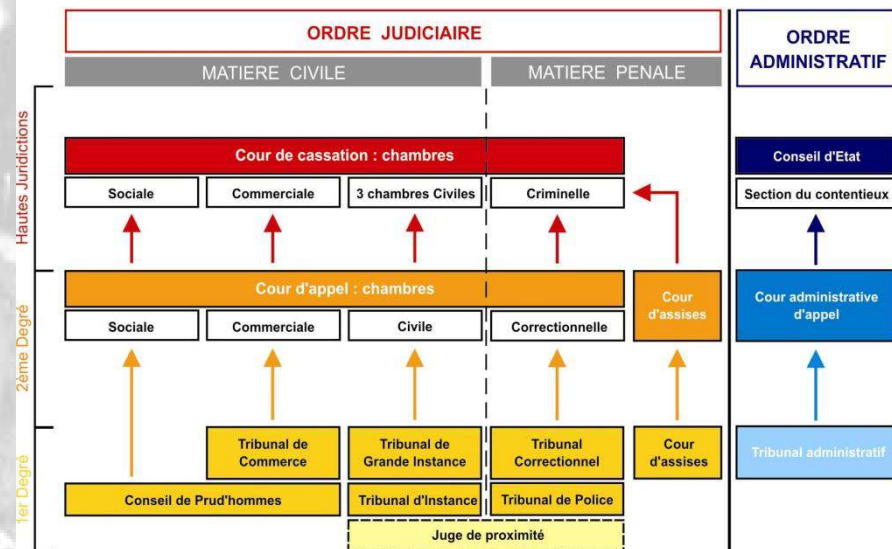 ORDRE JUDICIAIRE
ORDRE
ADMINISTRATIF
MATIERE CIVILE
MATIERE PENALE
Hautes Juridictions
Cour de cassation : chambres
Conseil d'Etat
Sociale
Commerciale
3 chambres Civiles
Criminelle
Section du contentieux
2ème Degré
Cour d'appel : chambres
Cour
d'assises
Cour administrative
d'appel
Sociale
Commerciale
Civile
Correctionnelle
1er Degré
Tribunal de
Commerce
Tribunal de
Grande Instance
Tribunal
Correctionnel
Cour
d'assises
Tribunal administratif
Conseil de Prud'hommes
Tribunal d'Instance
Tribunal de Police
Juge de proximité